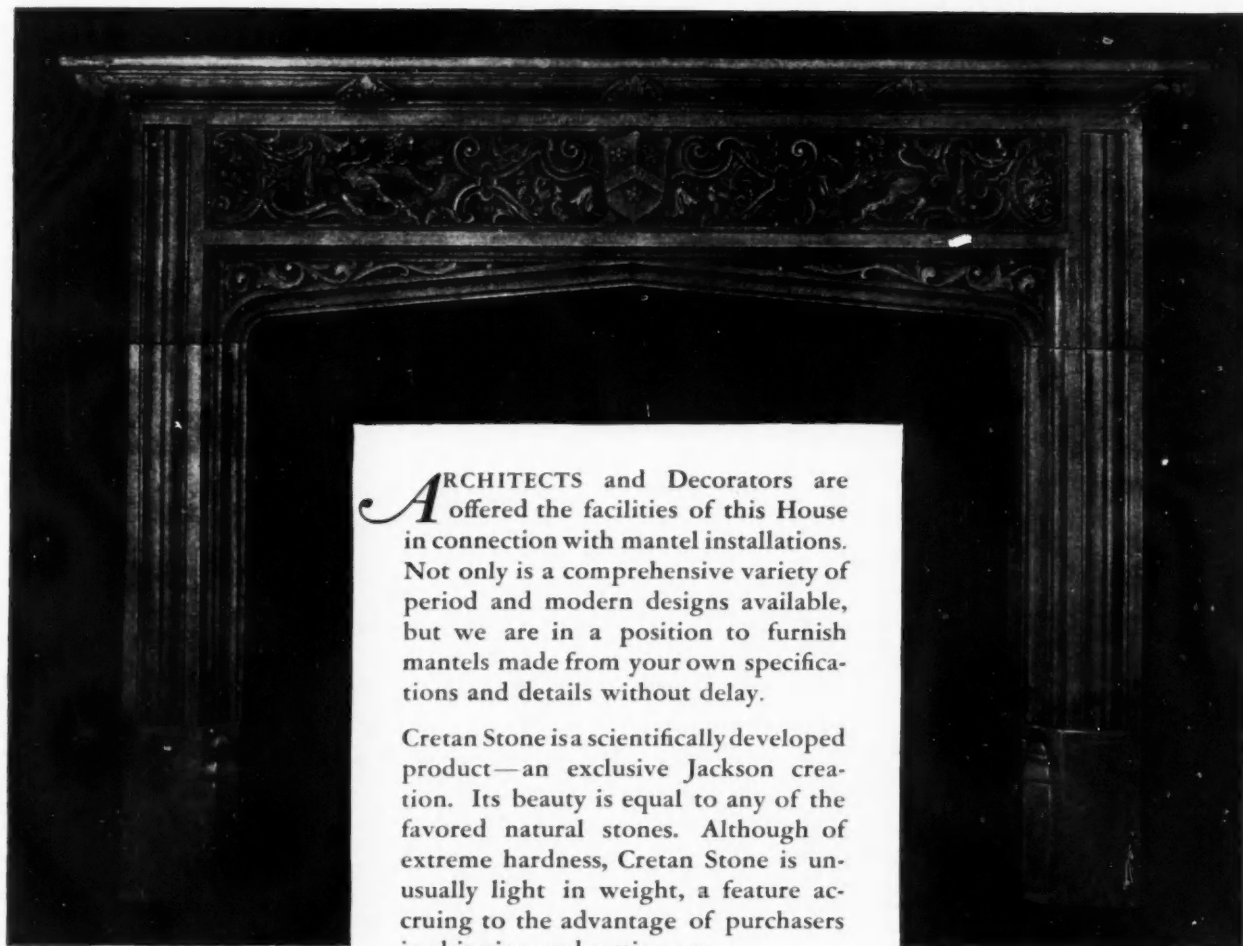 ARCHITECTS and Decorators are
offered the facilities of this House
in connection with mantel installations.
Not only is a comprehensive variety of
period and modern designs available,
but we are in a position to furnish
mantels made from your own specifica-
tions and details without delay.
Cretan Stone is a scientifically developed
product—an exclusive Jackson crea-
tion. Its beauty is equal to any of the
favored natural stones. Although of
extreme hardness, Cretan Stone is un-
usually light in weight, a feature ac-
cruing to the advantage of purchasers